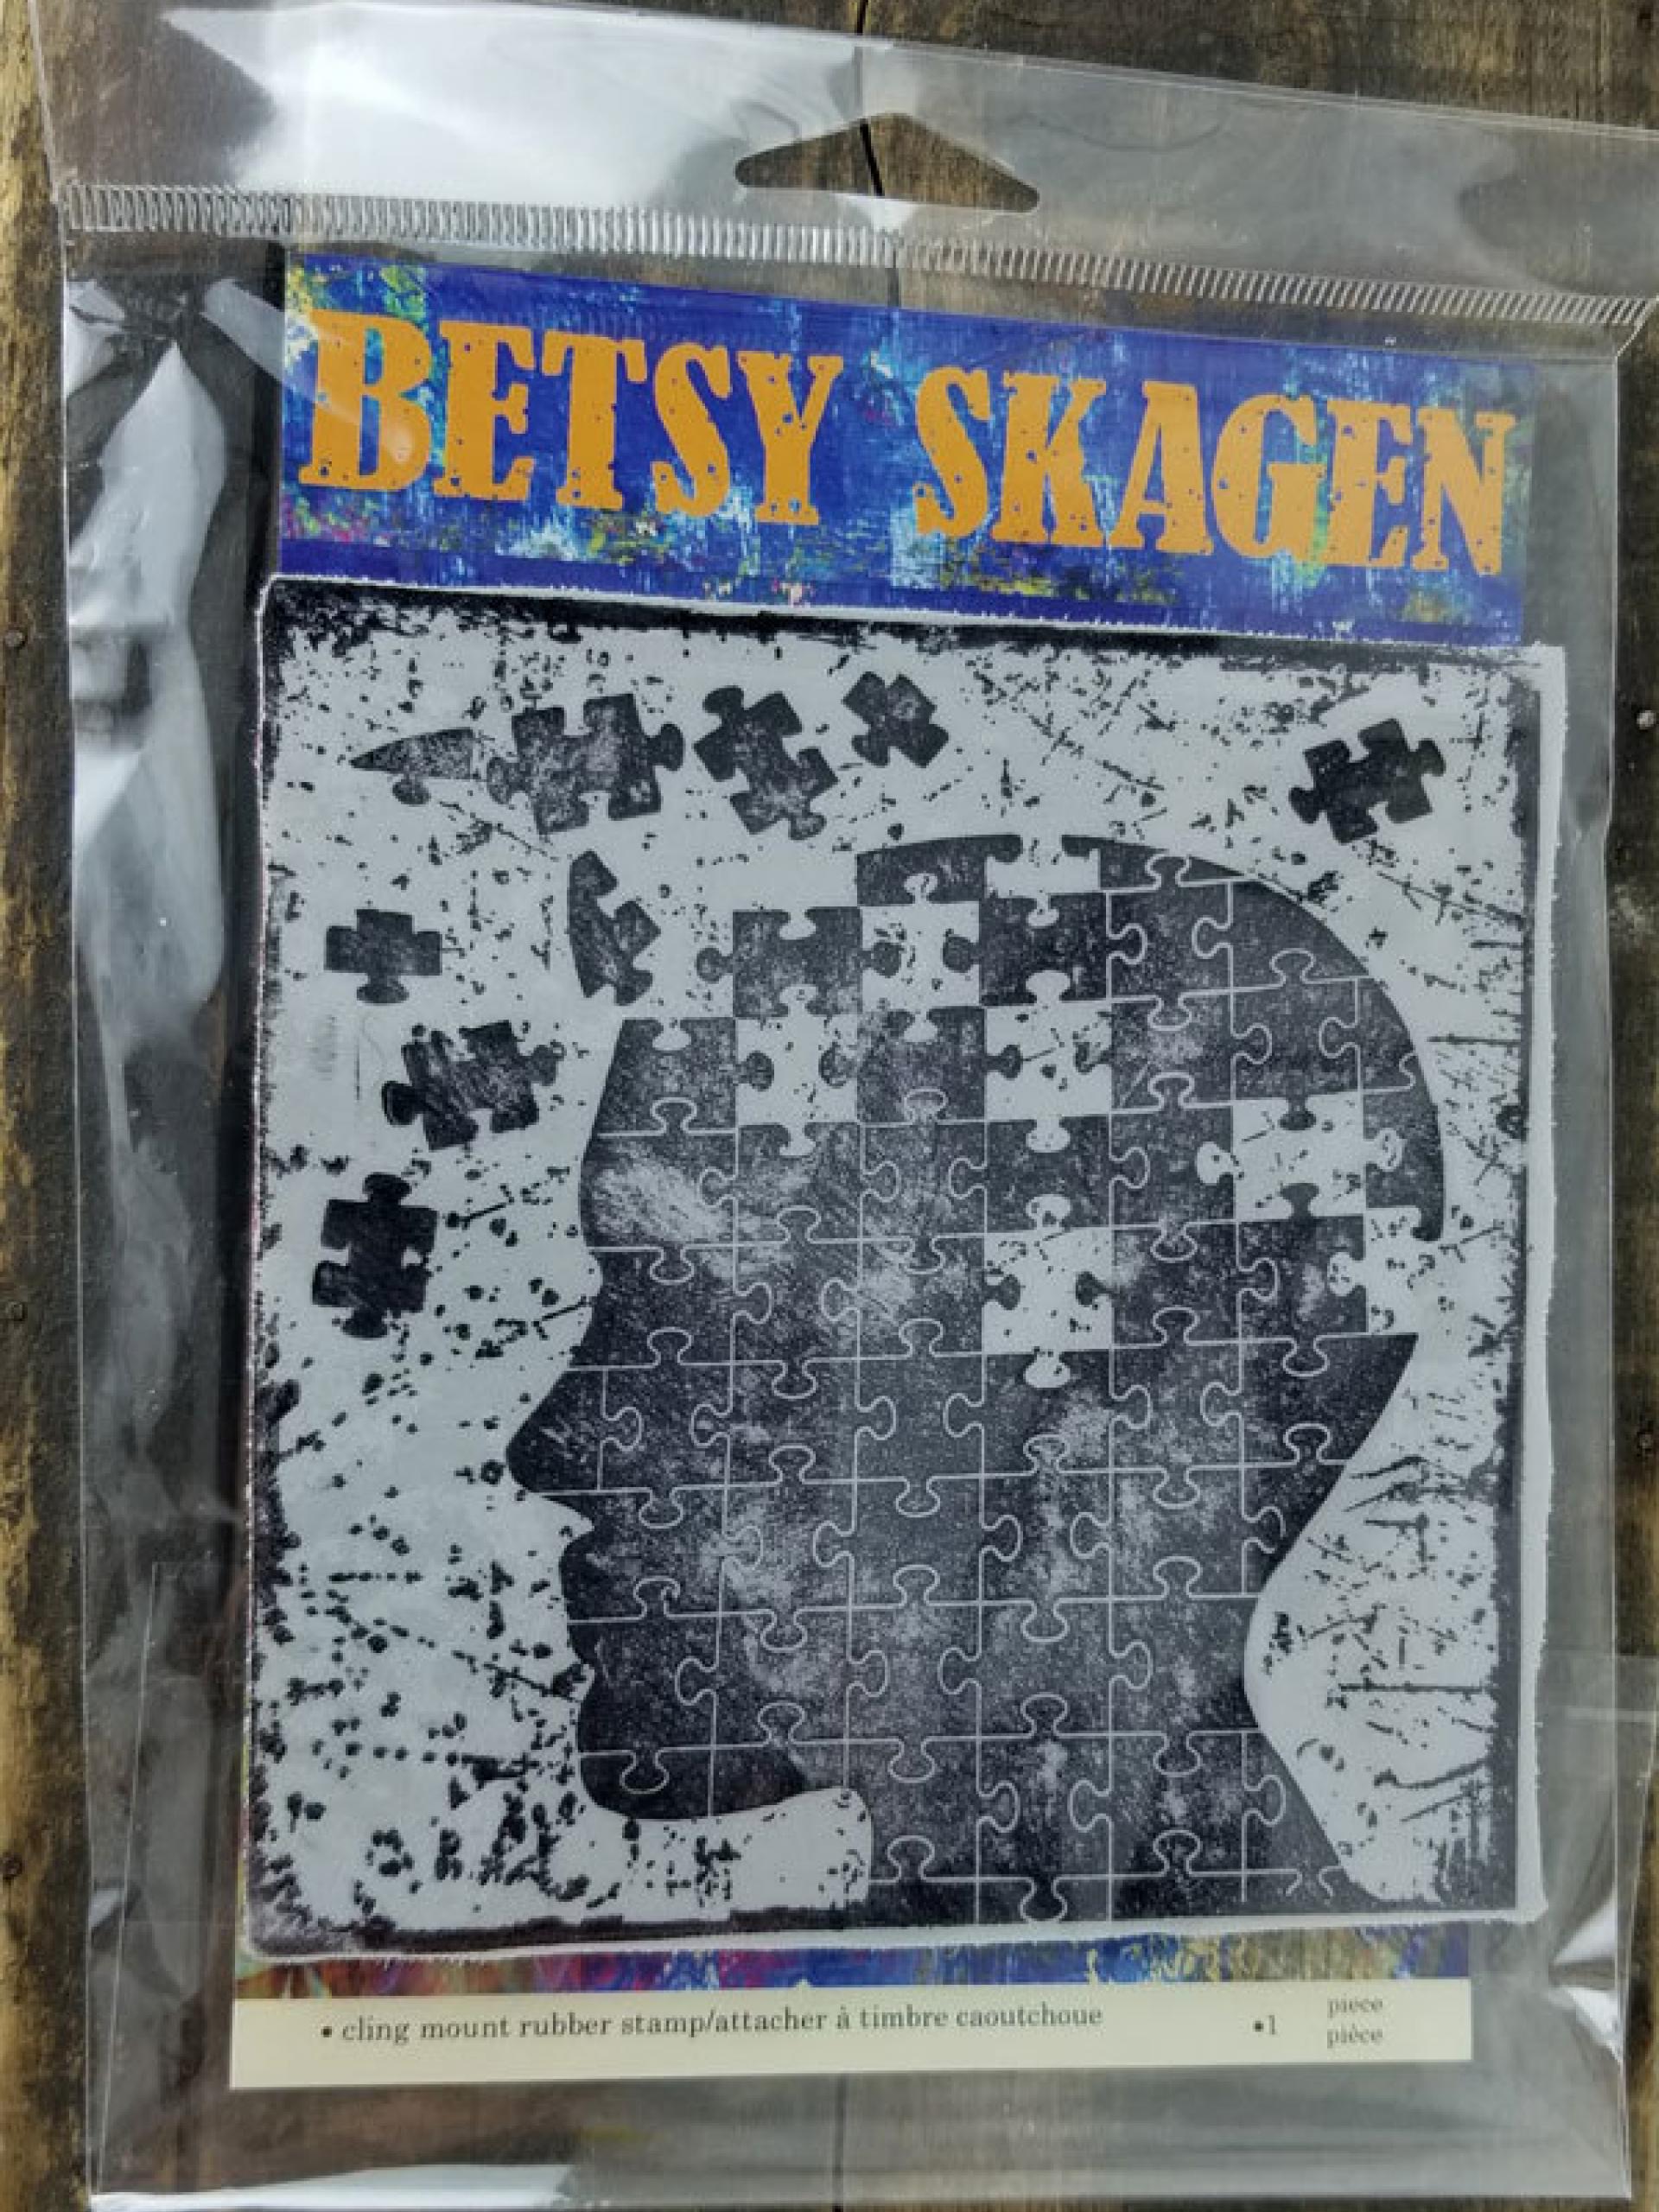 BETSY SKAGEN
• cling mount rubber stamp/attacher à timbre caoutchoue
•1 piece
pièce